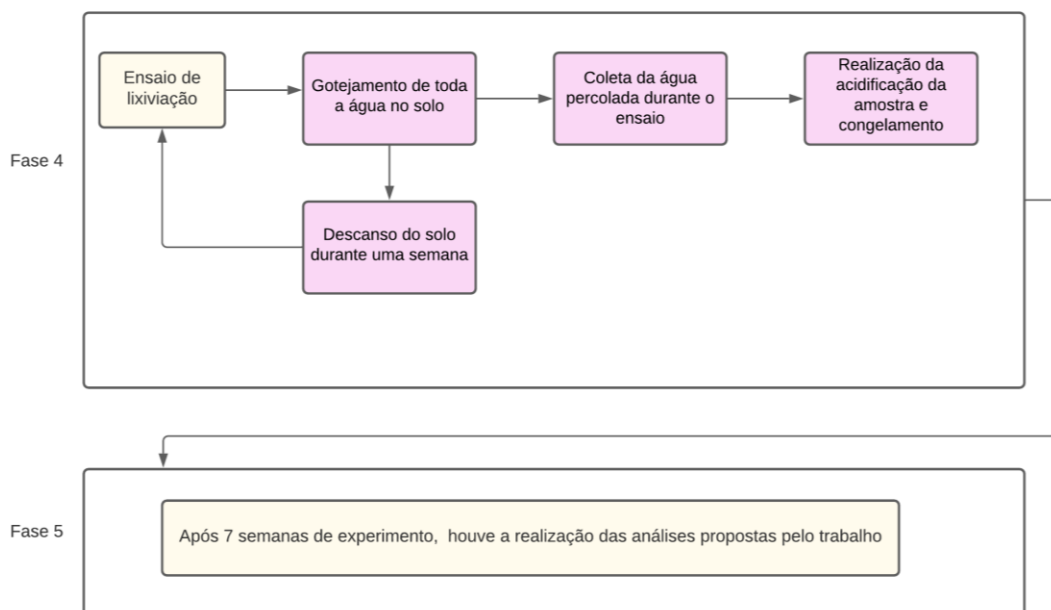 Fase 4
Ensaio de
lixiviação
Gotejamento de toda
a água no solo
Coleta da água
percolada durante o
ensaio
Realização da
acidificação da
amostra e
congelamento
Descanso do solo
durante uma semana
Fase 5
Após 7 semanas de experimento, houve a realização das análises propostas pelo trabalho